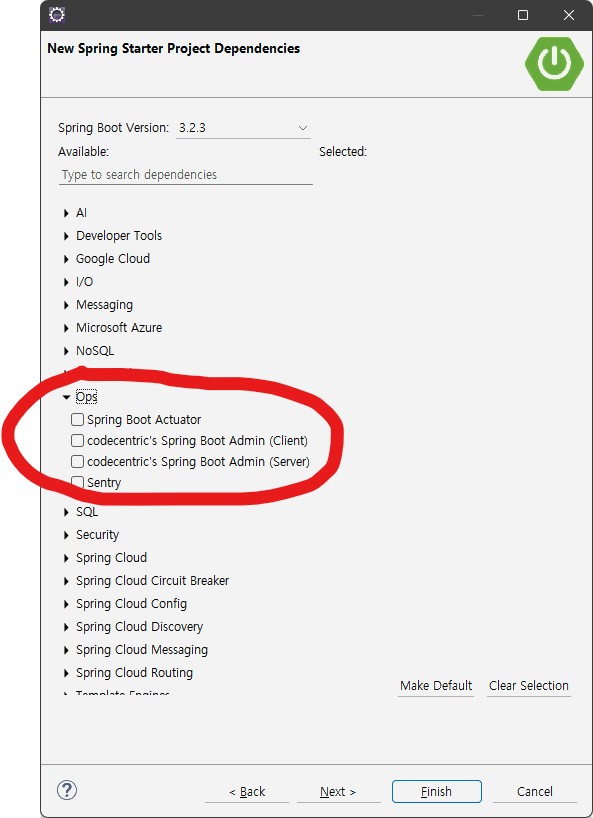 New Spring Starter Project Dependencies
Spring Boot Version: 3.2.3
Available: Selected:
Type to search dependencies
AI
Developer Tools
Google Cloud
I/O
Messaging
Microsoft Azure
NoSQL
Ops
Spring Boot Actuator
codecentric's Spring Boot Admin (Client)
codecentric's Spring Boot Admin (Server)
Sentry
SQL
Security
Spring Cloud
Spring Cloud Circuit Breaker
Spring Cloud Config
Spring Cloud Discovery
Spring Cloud Messaging
Spring Cloud Routing
Template Engines
Make Default Clear Selection
? < Back Next > Finish Cancel